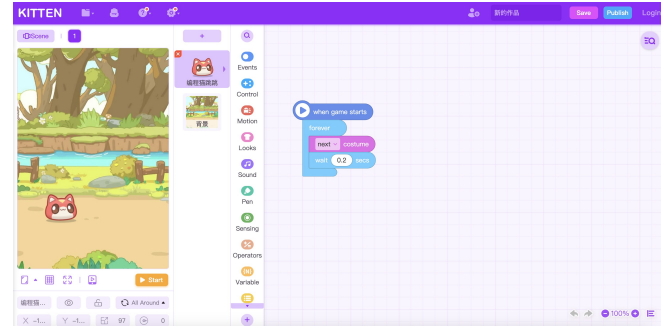 KITTEN
新的作品
Save
Publish
Login
Scene
1
+
编程猫跳跳
背景
Events
Control
Motion
Looks
Sound
Pen
Sensing
Operators
Variable
+
when game starts
forever
next costume
wait 0.2 secs
Start
编程猫...
All Around
X -1...
Y -1...
97
0
100%